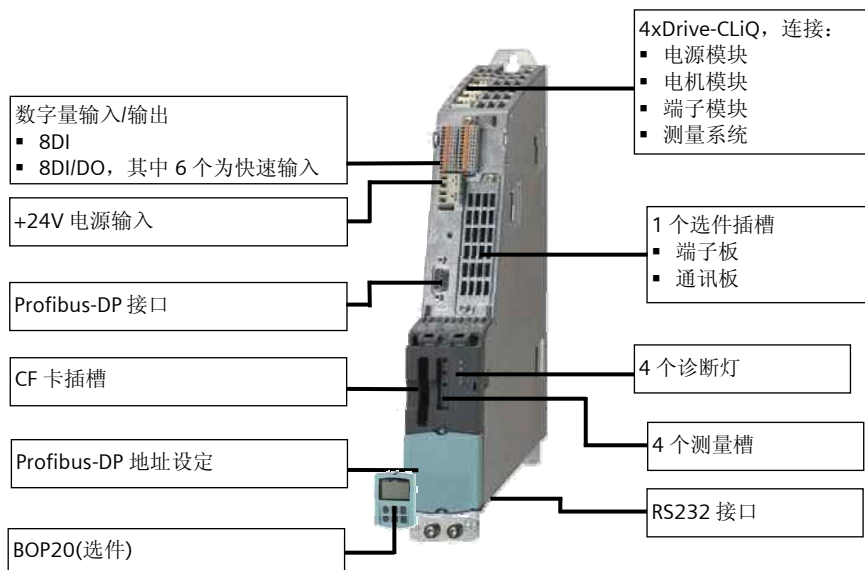 数字量输入/输出
▪ 8DI
▪ 8DI/DO，其中 6 个为快速输入
+24V 电源输入
Profibus-DP 接口
CF 卡插槽
Profibus-DP 地址设定
BOP20(选件)
4xDrive-CLiQ，连接：
▪ 电源模块
▪ 电机模块
▪ 端子模块
▪ 测量系统
1 个选件插槽
▪ 端子板
▪ 通讯板
4 个诊断灯
4 个测量槽
RS232 接口